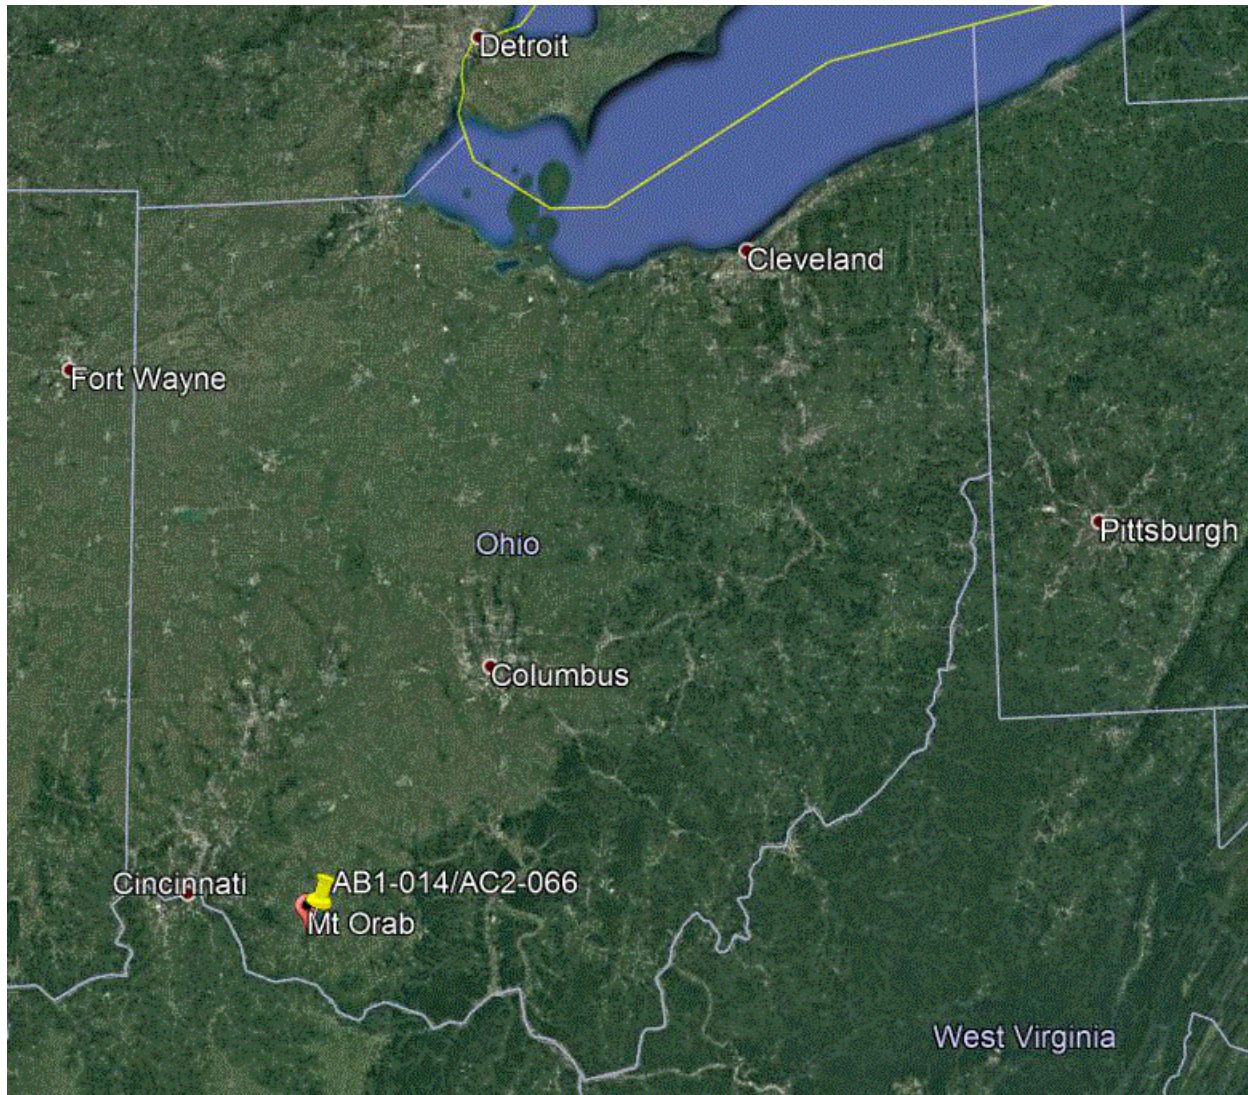 Detroit
Cleveland
Fort Wayne
Pittsburgh
Ohio
Columbus
Cincinnati
AB1-014/AC2-066
Mt Orab
West Virginia